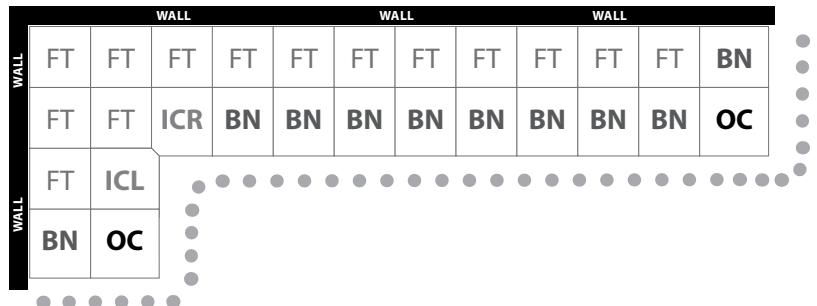 WALL WALL WALL
WALL
FT FT FT FT FT FT FT FT FT FT FT BN
FT FT ICR BN BN BN BN BN BN BN BN OC
FT ICL
WALL
BN OC